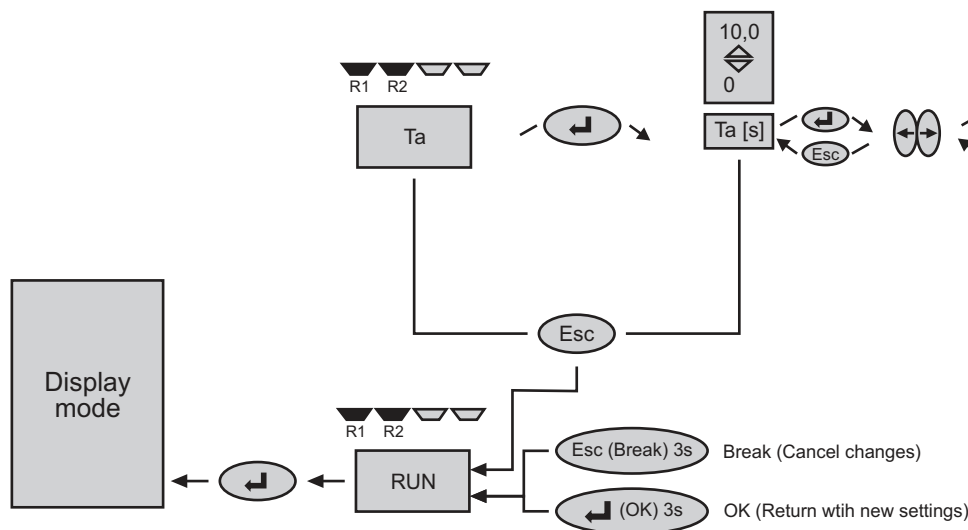 10,0
0
R1 R2
Ta
Ta [s]
Esc
Esc
Display
mode
R1 R2
RUN
Esc (Break) 3s
Break (Cancel changes)
(OK) 3s
OK (Return wtih new settings)